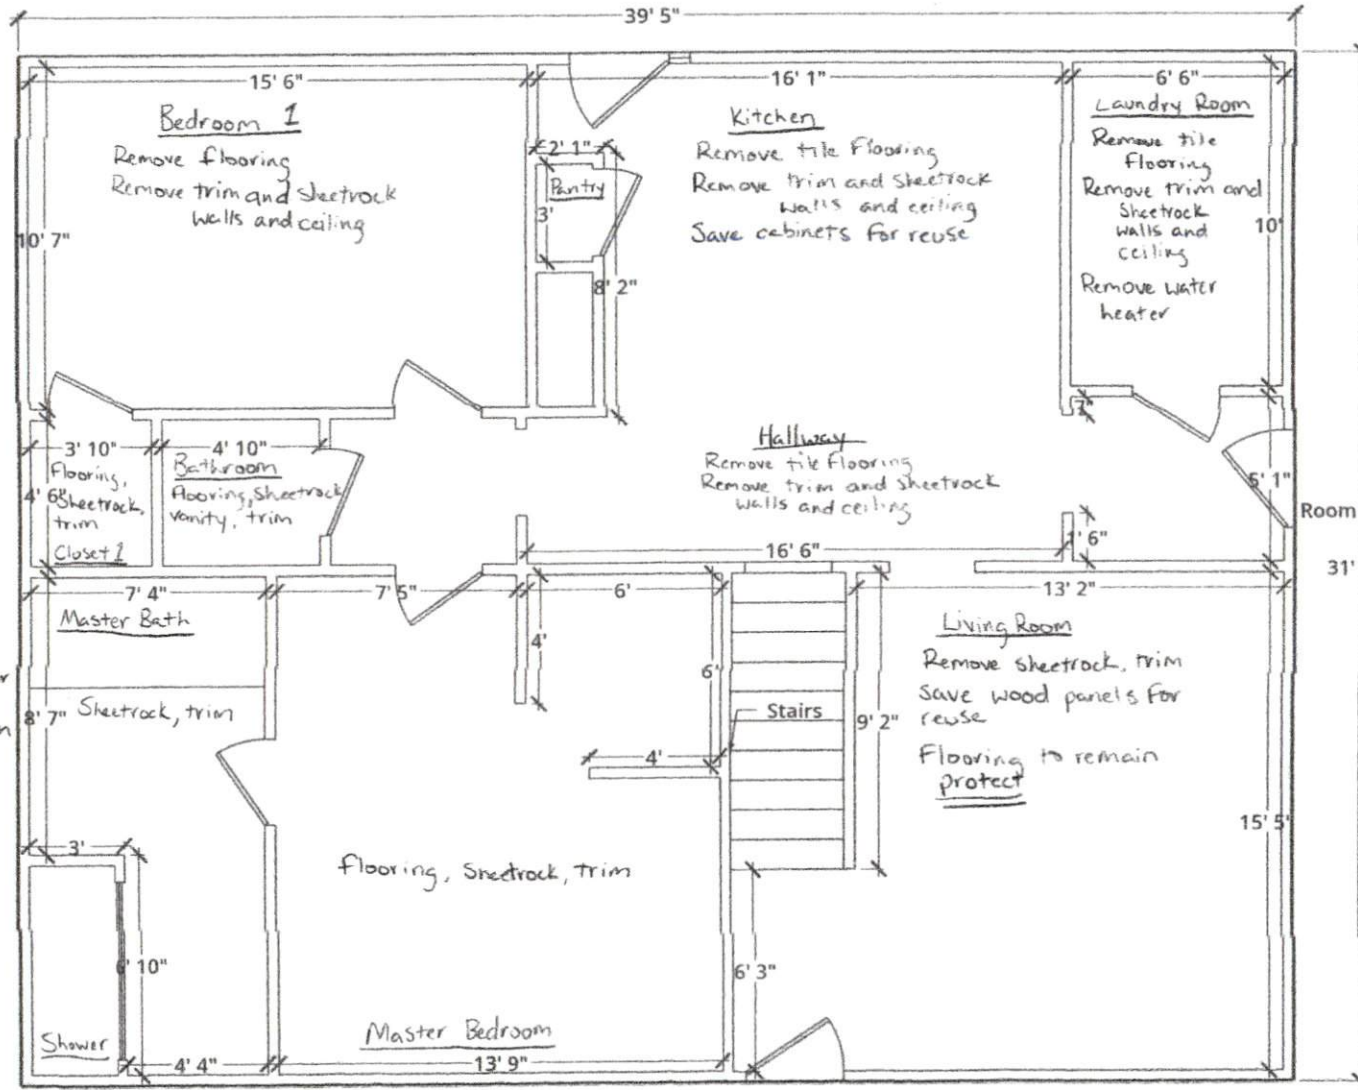 39' 5"
15' 6"
16' 1"
6' 6"
Bedroom 1
Remove flooring
Remove trim and sheetrock
walls and ceiling
10' 7"
2' 1"
Pantry
3'
8' 2"
Kitchen
Remove tile Flooring
Remove trim and sheetrock
walls and ceiling
Save cabinets for reuse
Laundry Room
Remove tile
Flooring
Remove trim and
Sheetrock
walls and
ceiling
Remove water
heater
10'
7"
3' 10"
Flooring,
4' 6"
Sheetrock,
trim
Closet 1
4' 10"
Bathroom
Flooring, Sheetrock
vanity, trim
Hallway
Remove tile Flooring
Remove trim and sheetrock
walls and ceiling
5' 1"
Room
1' 6"
16' 6"
31'
7' 4"
7' 5"
6'
13' 2"
Master Bath
8' 7"
Sheetrock, trim
4'
6'
4'
Stairs
9' 2"
Living Room
Remove sheetrock, trim
Save wood panels for
reuse
Flooring to remain
protect
15' 5"
3'
6' 10"
Shower
4' 4"
flooring, Sheetrock, trim
Master Bedroom
13' 9"
6' 3"